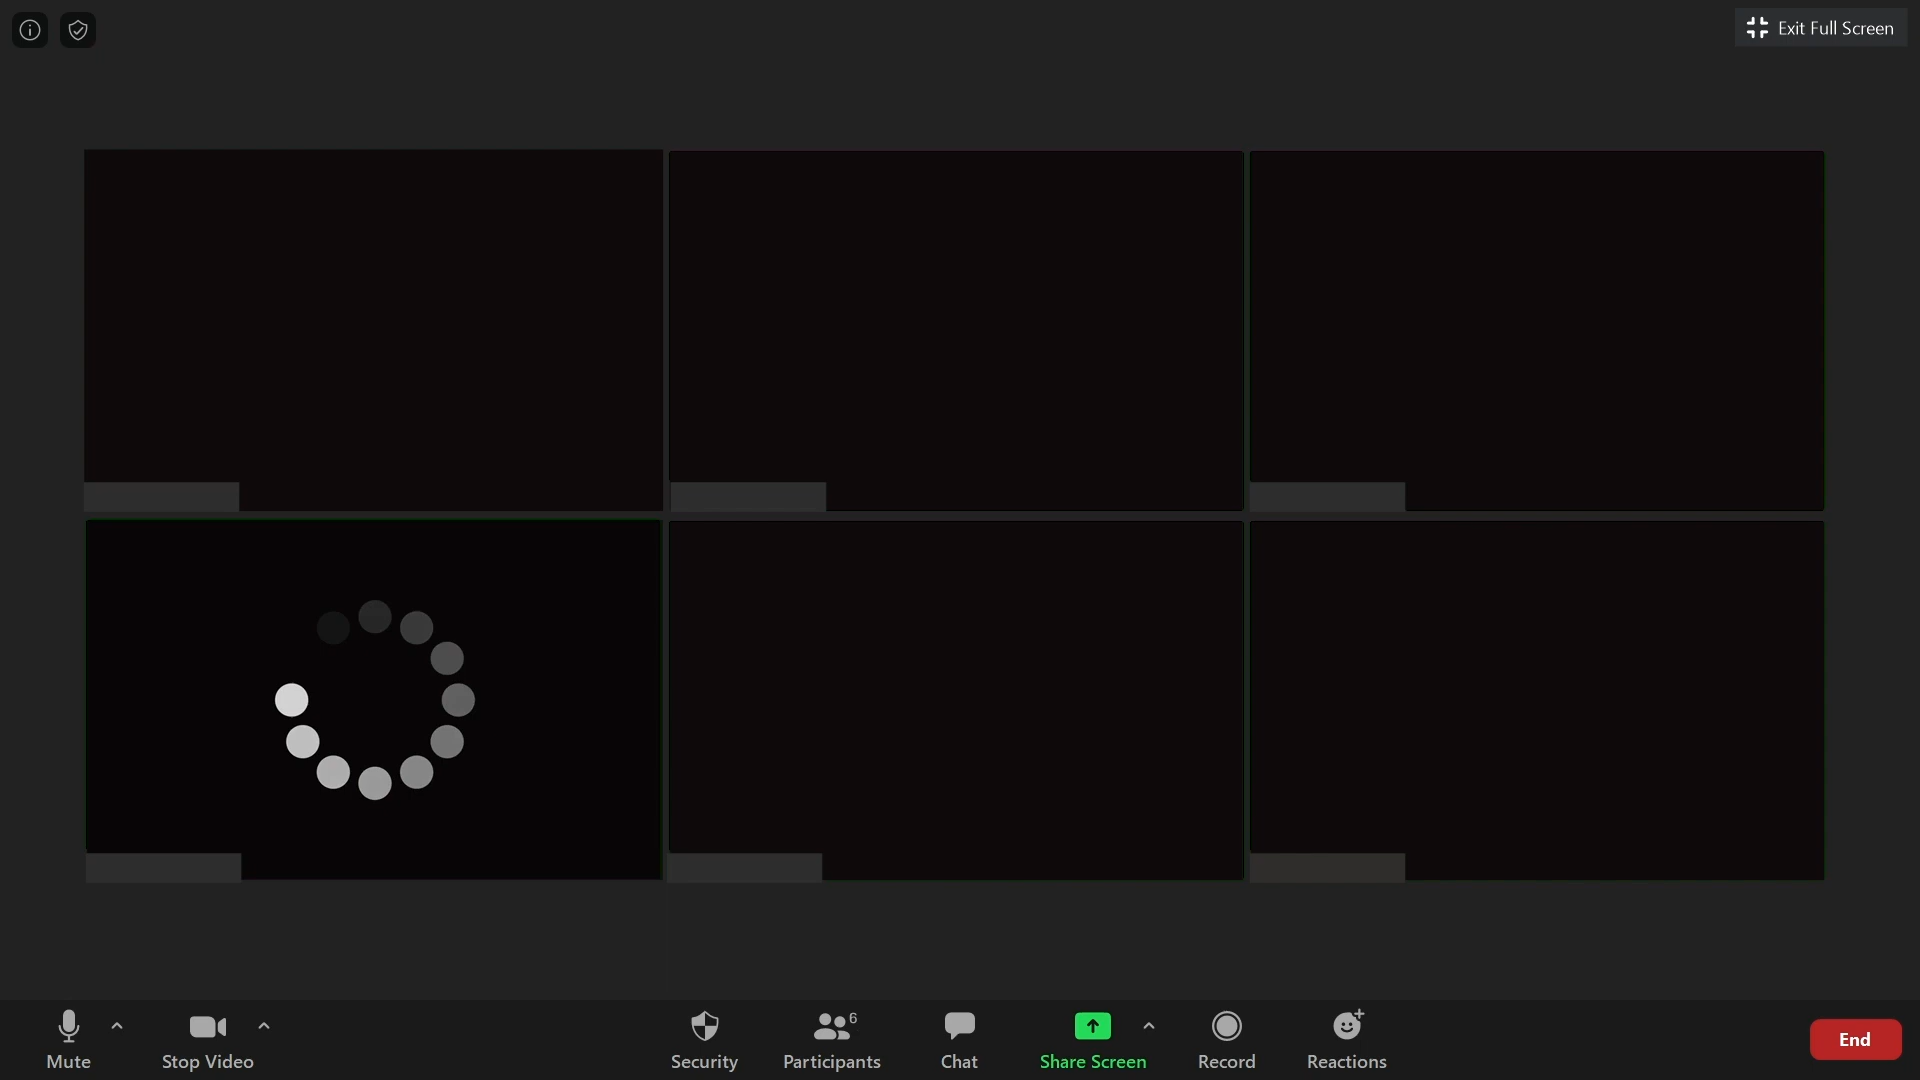 Exit Full Screen
6
Mute
Stop Video
Security
Participants
Chat
Share Screen
Record
Reactions
End